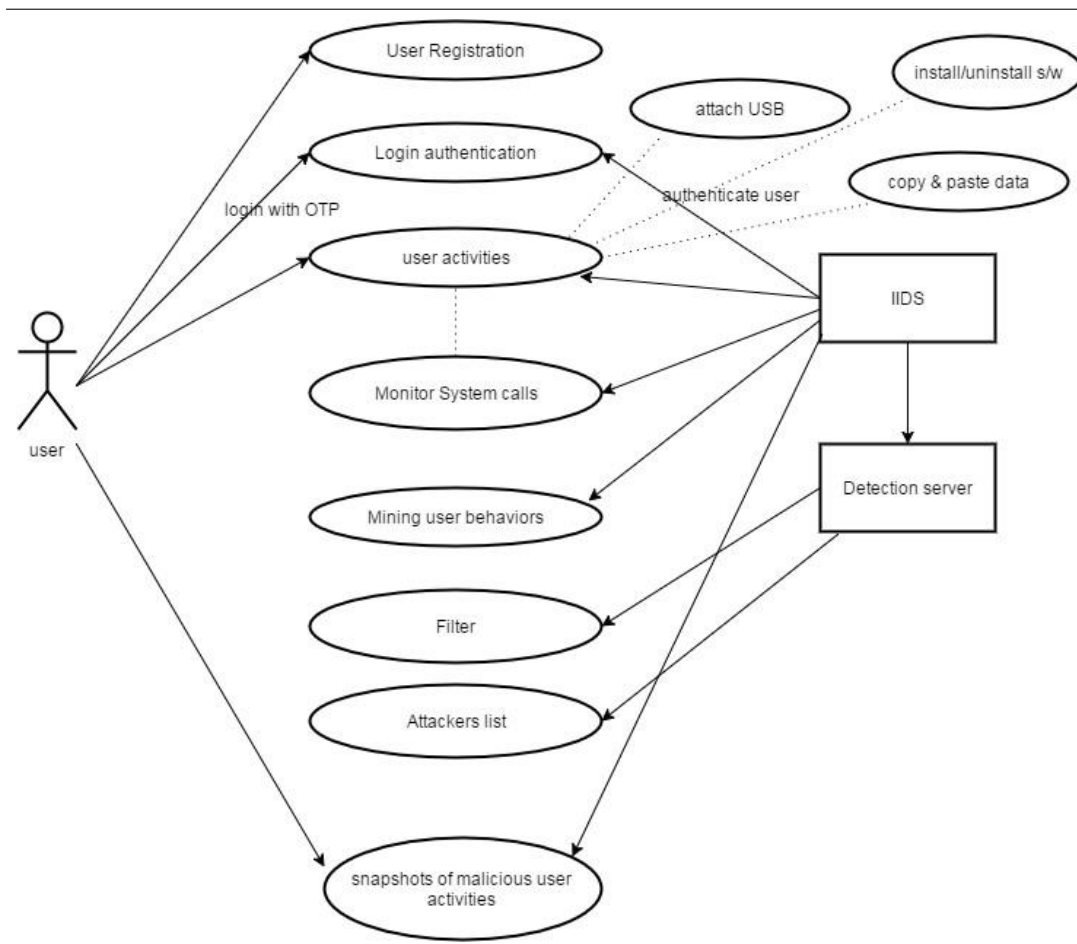 User Registration
install/uninstall s/w
attach USB
Login authentication
copy & paste data
authenticate user
login with OTP
user activities
IIDS
Monitor System calls
user
Detection server
Mining user behaviors
Filter
Attackers list
snapshots of malicious user
activities